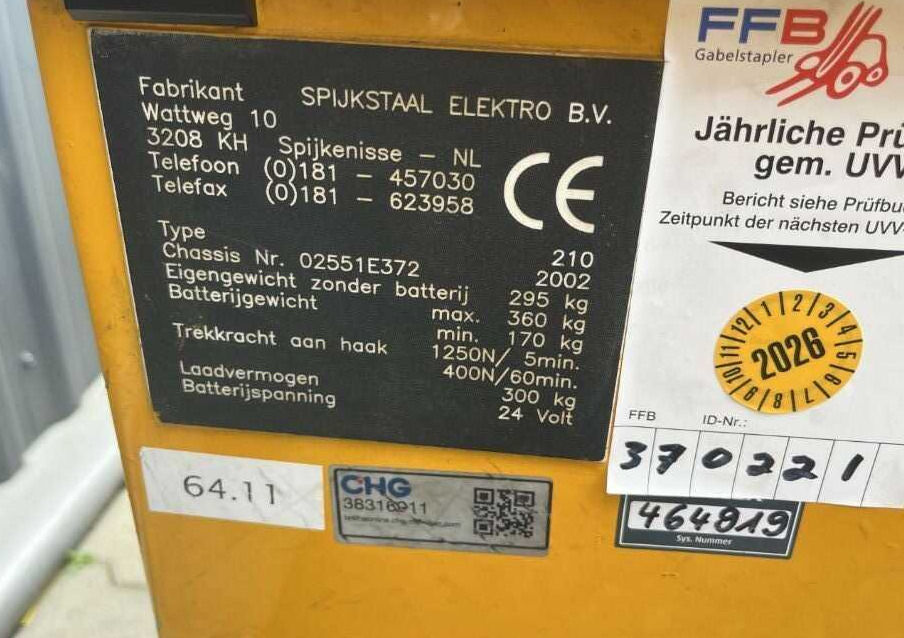 Fabrikant SPIJKSTAAL ELEKTRO B.V.
Wattweg 10
3208 KH Spijkenisse - NL
Telefoon (0)181 - 457030
Telefax (0)181 - 623958
CE
Type 210
Chassis Nr. 02551E372 2002
Eigengewicht zonder batterij 295 kg
Batterijgewicht max. 360 kg
min. 170 kg
Trekkracht aan haak 1250N/ 5min.
400N/60min.
Laadvermogen 300 kg
Batterijspanning 24 Volt
FFB
Gabelstapler
Jährliche
gem. UVV
Bericht siehe
Zeitpunkt der nächsten UVV-
1 2 3 4 5 6 7 8 9 10 11 12
2026
FFB ID-Nr.:
370221
64.11
CHG
38316911
464919
Sys. Nummer